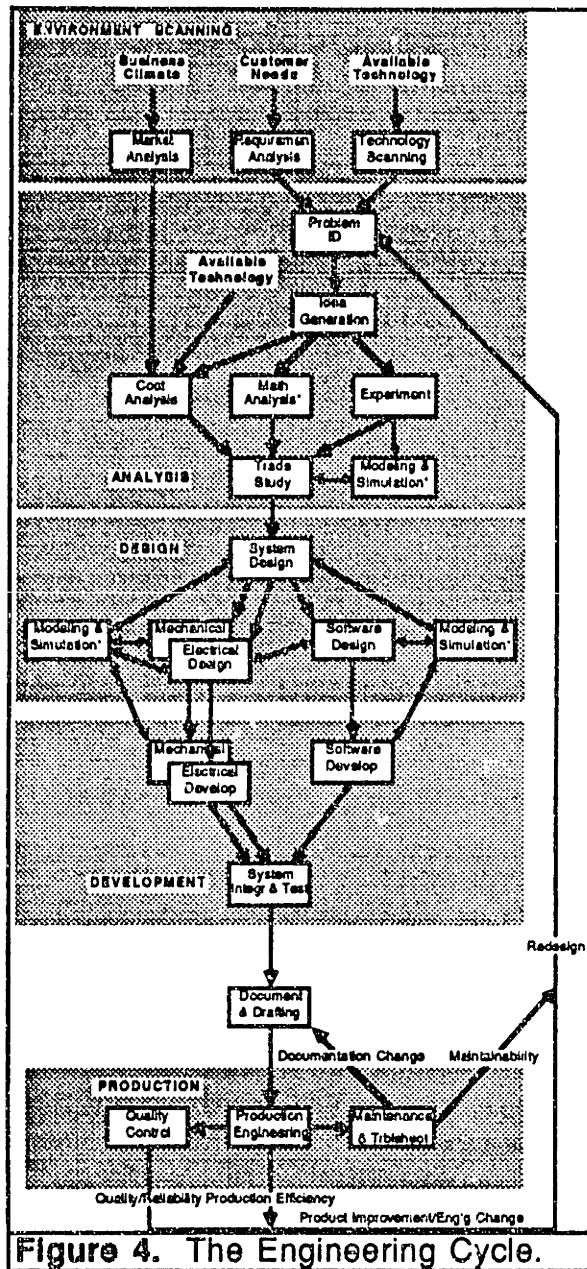 ENVIRONMENT SCANNING
Business Climate
Customer Needs
Available Technology
Market Analysis
Requiremen Analysis
Technology Scanning
Problem ID
Available Technology
Generation
Cost Analysis
Math Analysis*
Experiment
Trade Study
Modeling & Simulation*
ANALYSIS
DESIGN
System Design
Modeling & Simulation*
Mechanical
Electrical Design
Software Design
Modeling & Simulation*
Mechanical
Electrical Develop
Software Develop
DEVELOPMENT
System Integr & Test
Redesign
Document & Drafting
Documentation Change
Maintainability
PRODUCTION
Quality Control
Production Engineering
Maintenance & Trblshoot
Quality/Reliability
Production Efficiency
Product Improvement/Eng'g Change
Figure 4. The Engineering Cycle.